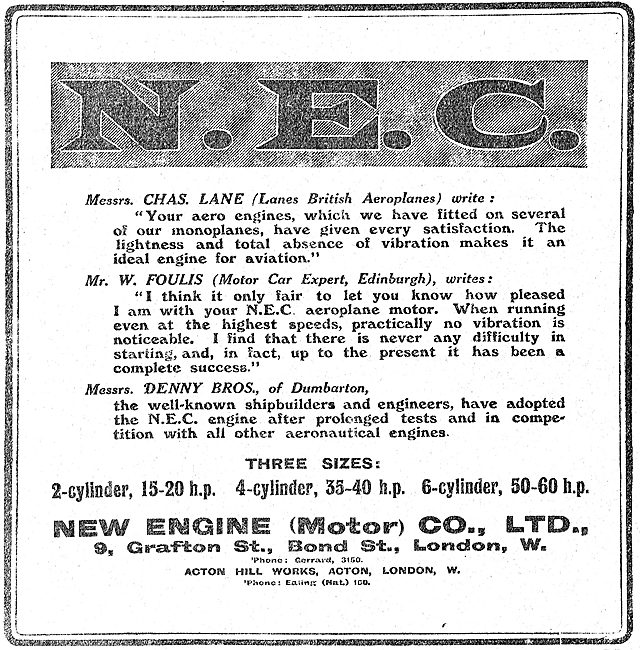 N.E.C.
Messrs. CHAS. LANE (Lanes British Aeroplanes) write:
"Your aero engines, which we have fitted on several
of our monoplanes, have given every satisfaction. The
lightness and total absence of vibration makes it an
ideal engine for aviation."
Mr. W. FOULIS (Motor Car Expert, Edinburgh), writes:
"I think it only fair to let you know how pleased
I am with your N.E.C. aeroplane motor. When running
even at the highest speeds, practically no vibration is
noticeable. I find that there is never any difficulty in
starting, and, in fact, up to the present it has been a
complete success."
Messrs. DENNY BROS., of Dumbarton,
the well-known shipbuilders and engineers, have adopted
the N.E.C. engine after prolonged tests and in compe-
tition with all other aeronautical engines.
THREE SIZES:
2-cylinder, 15-20 h.p. 4-cylinder, 35-40 h.p. 6-cylinder, 50-60 h.p.
NEW ENGINE (Motor) CO., LTD.,
9, Grafton St., Bond St., London, W.
'Phone: Gerrard, 3150.
ACTON HILL WORKS, ACTON, LONDON, W.
'Phone: Ealing (Nat.) 160.